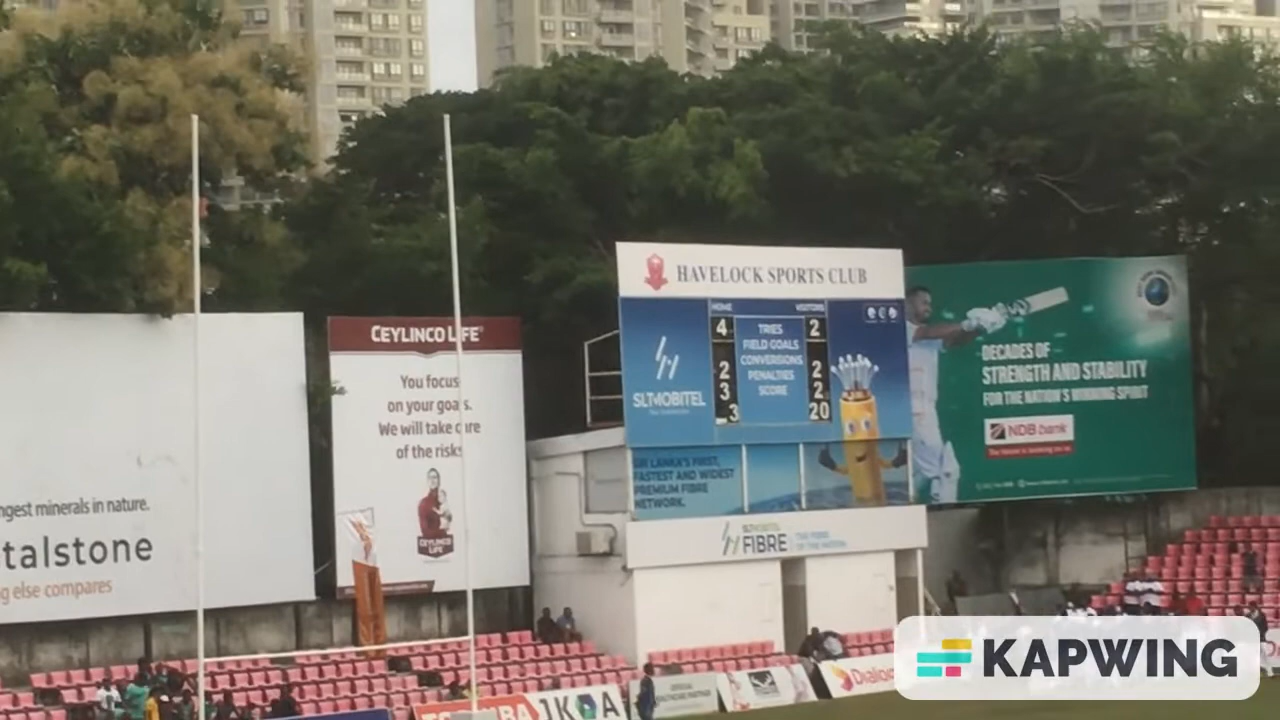 ngest minerals in nature.
talstone
g else compares
CEYLINCO LIFE
You focus
on your goals.
We will take care
of the risks
CEYLINCO
LIFE
HAVELOCK SPORTS CLUB
HOME VISITORS
4 TRIES 2
FIELD GOALS
2 CONVERSIONS 2
3 PENALTIES 2
3 SCORE 20
SLTMOBITEL
SRI LANKA'S FIRST,
FASTEST AND WIDEST
PREMIUM FIBRE
NETWORK.
SLTMOBITEL
FIBRE
DECADES OF
STRENGTH AND STABILITY
FOR THE NATION'S WINNING SPIRIT
NDB bank
JKOA
Dialog
KAPWING